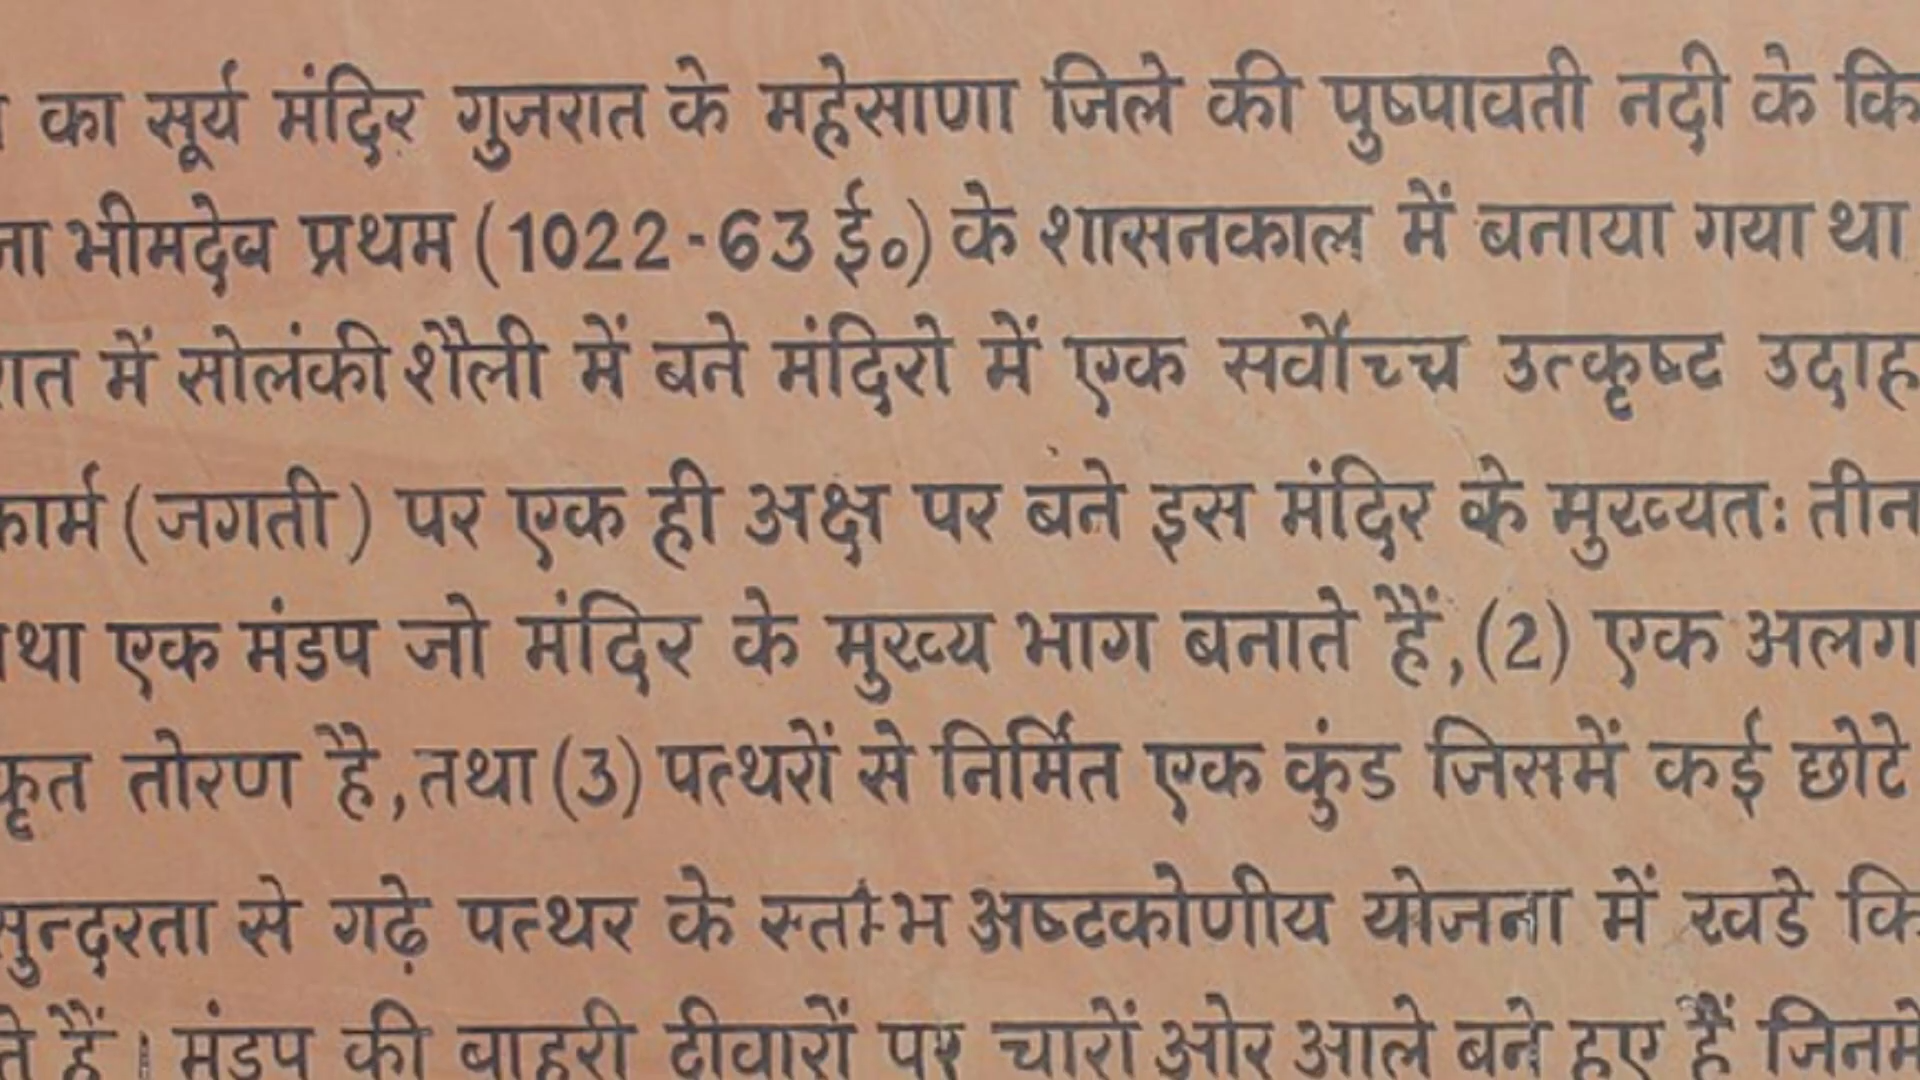 का सूर्य मंदिर गुजरात के महेसाणा जिले की पुष्पावती नदी के कि
ना भीमदेव प्रथम (1022-63 ई०) के शासनकाल में बनाया गया था
रात में सोलंकी शैली में बने मंदिरो में एक सर्वोच्च उत्कृष्ट उदाह
फार्म (जगती) पर एक ही अक्ष पर बने इस मंदिर के मुख्यतः तीन
तथा एक मंडप जो मंदिर के मुख्य भाग बनाते हैं, (2) एक अलग
कृत तोरण है, तथा (3) पत्थरों से निर्मित एक कुंड जिसमें कई छोटे
सुन्दरता से गढ़े पत्थर के स्तंभ अष्टकोणीय योजना में खडे कि
ते हैं। मंडप की बाहरी दीवारों पर चारों ओर आले बने हुए हैं जिनमे